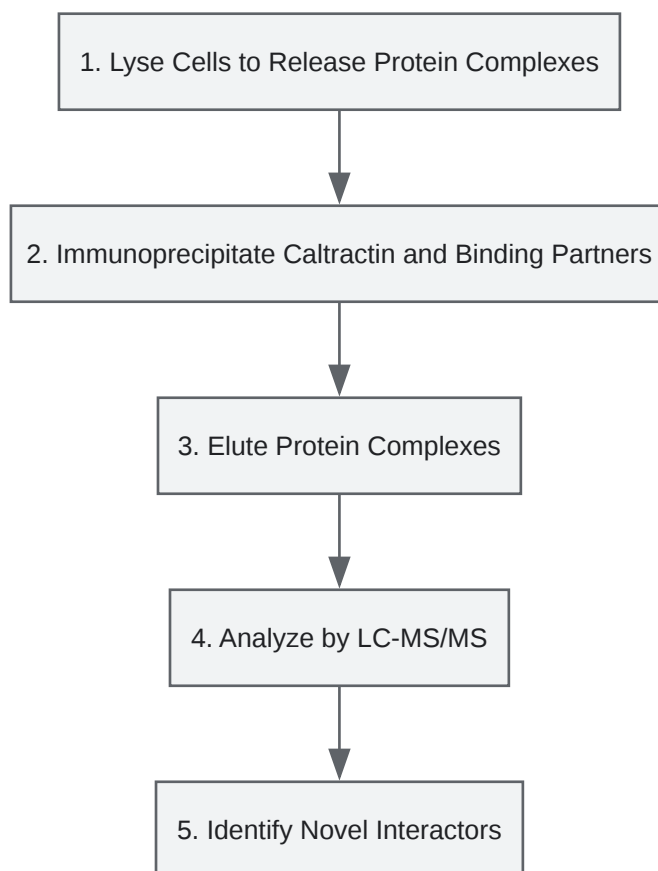 1. Lyse Cells to Release Protein Complexes
2. Immunoprecipitate Caltractin and Binding Partners
3. Elute Protein Complexes
4. Analyze by LC-MS/MS
5. Identify Novel Interactors